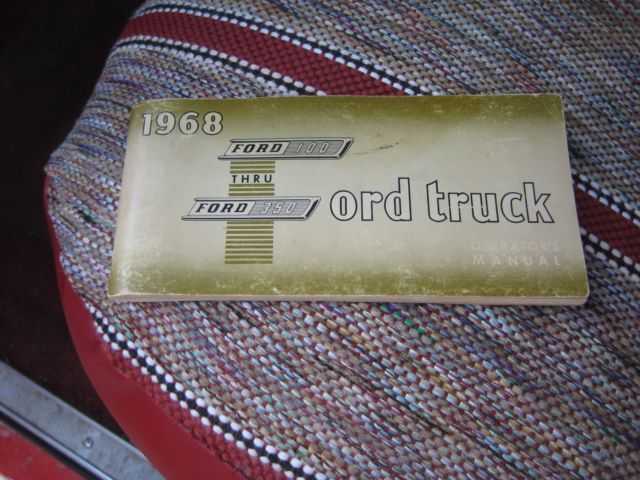 1968
FORD 100
THRU
FORD 350
ord truck
OPERATOR'S
MANUAL